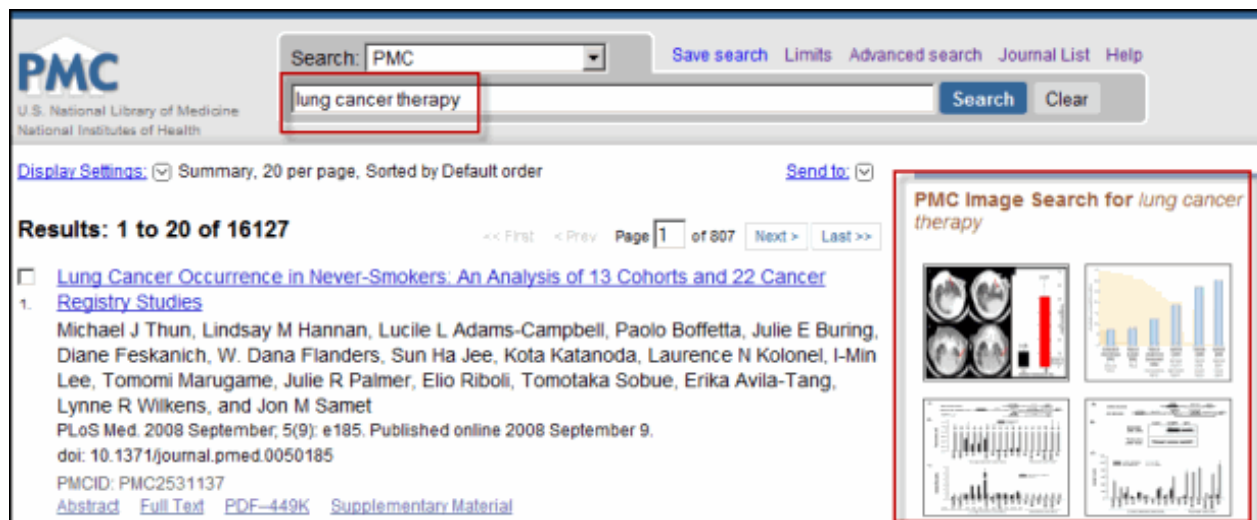 PMC
U.S. National Library of Medicine
National Institutes of Health
Search: PMC
Save search Limits Advanced search Journal List Help
lung cancer therapy
Search Clear
Display Settings: Summary, 20 per page, Sorted by Default order
Send to:
Results: 1 to 20 of 16127
<< First < Prev Page 1 of 807 Next > Last >>
PMC Image Search for lung cancer
therapy
Lung Cancer Occurrence in Never-Smokers: An Analysis of 13 Cohorts and 22 Cancer
1. Registry Studies
Michael J Thun, Lindsay M Hannan, Lucile L Adams-Campbell, Paolo Boffetta, Julie E Buring,
Diane Feskanich, W. Dana Flanders, Sun Ha Jee, Kota Katanoda, Laurence N Kolonel, I-Min
Lee, Tomomi Marugame, Julie R Palmer, Elio Riboli, Tomotaka Sobue, Erika Avila-Tang,
Lynne R Wilkens, and Jon M Samet
PLoS Med. 2008 September; 5(9): e185. Published online 2008 September 9.
doi: 10.1371/journal.pmed.0050185
PMCID: PMC2531137
Abstract Full Text PDF–449K Supplementary Material